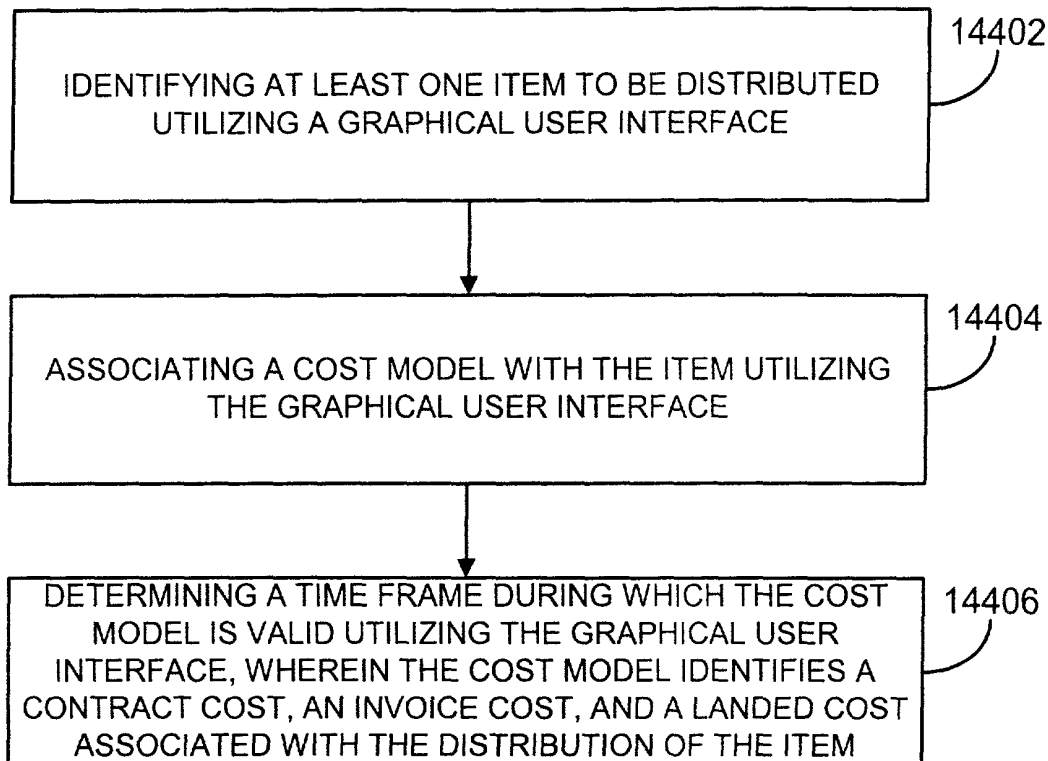 14402
IDENTIFYING AT LEAST ONE ITEM TO BE DISTRIBUTED
UTILIZING A GRAPHICAL USER INTERFACE
14404
ASSOCIATING A COST MODEL WITH THE ITEM UTILIZING
THE GRAPHICAL USER INTERFACE
14406
DETERMINING A TIME FRAME DURING WHICH THE COST
MODEL IS VALID UTILIZING THE GRAPHICAL USER
INTERFACE, WHEREIN THE COST MODEL IDENTIFIES A
CONTRACT COST, AN INVOICE COST, AND A LANDED COST
ASSOCIATED WITH THE DISTRIBUTION OF THE ITEM